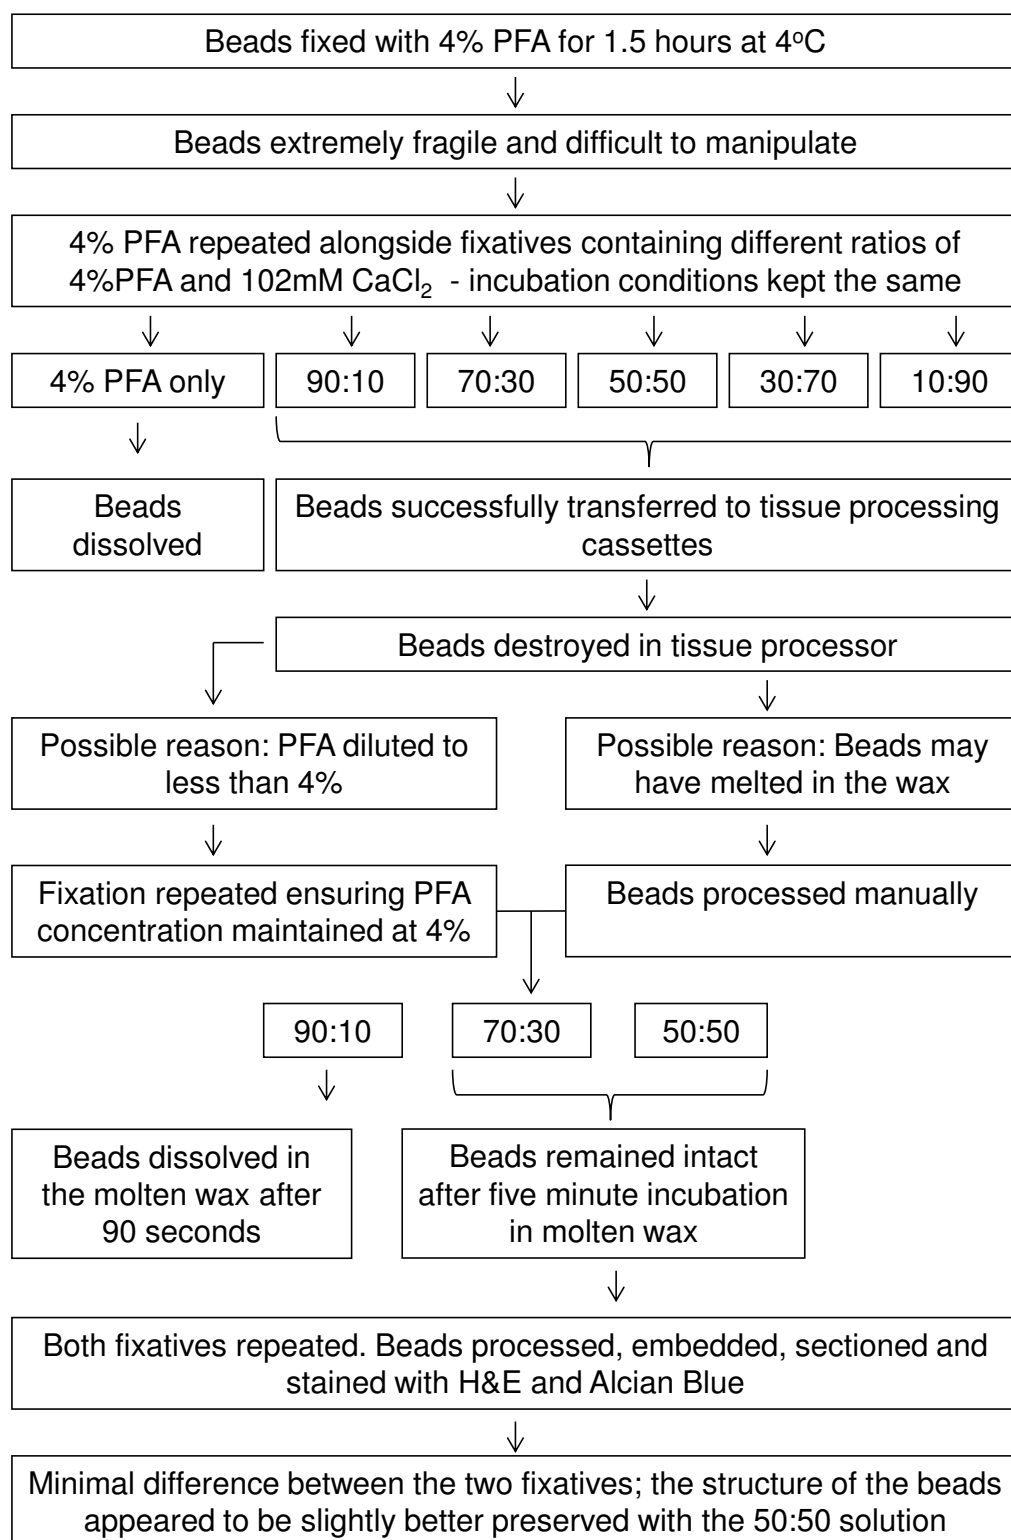 Beads fixed with 4% PFA for 1.5 hours at 4ºC
Beads extremely fragile and difficult to manipulate
4% PFA repeated alongside fixatives containing different ratios of
4%PFA and 102mM CaCl₂ - incubation conditions kept the same
4% PFA only
90:10
70:30
50:50
30:70
10:90
Beads
dissolved
Beads successfully transferred to tissue processing
cassettes
Beads destroyed in tissue processor
Possible reason: PFA diluted to
less than 4%
Possible reason: Beads may
have melted in the wax
Fixation repeated ensuring PFA
concentration maintained at 4%
Beads processed manually
90:10
70:30
50:50
Beads dissolved in
the molten wax after
90 seconds
Beads remained intact
after five minute incubation
in molten wax
Both fixatives repeated. Beads processed, embedded, sectioned and
stained with H&E and Alcian Blue
Minimal difference between the two fixatives; the structure of the beads
appeared to be slightly better preserved with the 50:50 solution